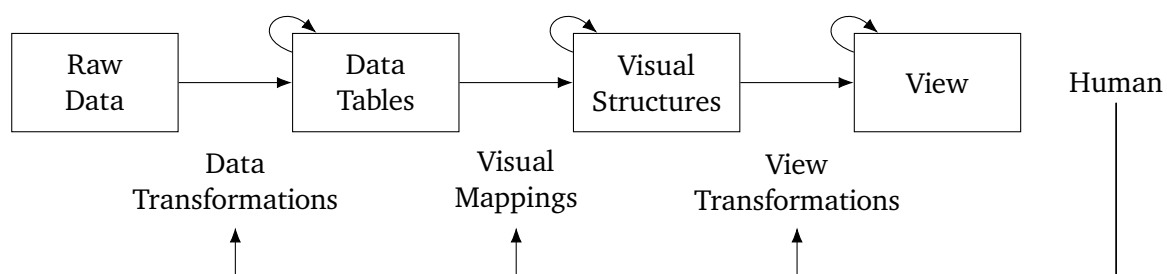 Raw
Data
Data
Tables
Visual
Structures
View
Human
Data
Transformations
Visual
Mappings
View
Transformations